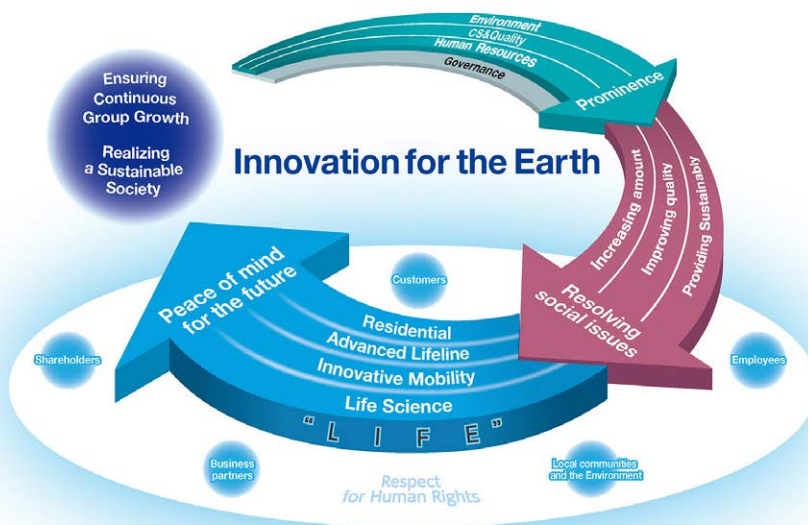 Environment
CS&Quality
Human Resources
Governance
Prominence
Ensuring
Continuous
Group Growth
Realizing
a Sustainable
Society
Innovation for the Earth
Increasing amount
Improving quality
Providing Sustainably
Resolving
social issues
Peace of mind
for the future
Residential
Advanced Lifeline
Innovative Mobility
Life Science
"LIFE"
Customers
Shareholders
Employees
Business
partners
Local communities
and the Environment
Respect
for Human Rights